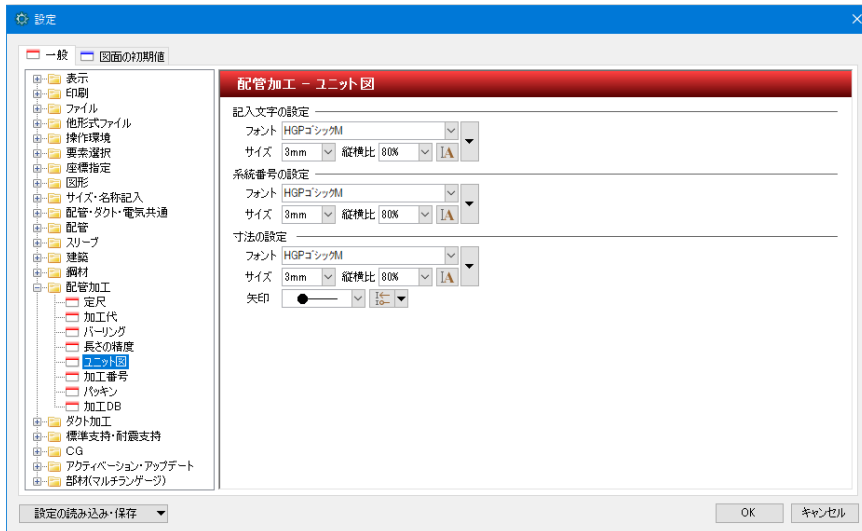 設定
一般 図面の初期値
表示
印刷
ファイル
他形式ファイル
操作環境
要素選択
座標指定
図形
サイズ・名称記入
配管・ダクト・電気共通
配管
スリーブ
建築
鋼材
配管加工
定尺
加工代
バーリング
長さの精度
ユニット図
加工番号
パッキン
加工DB
ダクト加工
標準支持・耐震支持
CG
アクティベーション・アップデート
部材(マルチランゲージ)
配管加工 - ユニット図
記入文字の設定
フォント HGPゴシックM
サイズ 3mm 縦横比 80% IA
系統番号の設定
フォント HGPゴシックM
サイズ 3mm 縦横比 80% IA
寸法の設定
フォント HGPゴシックM
サイズ 3mm 縦横比 80% IA
矢印
設定の読み込み・保存 OK キャンセル